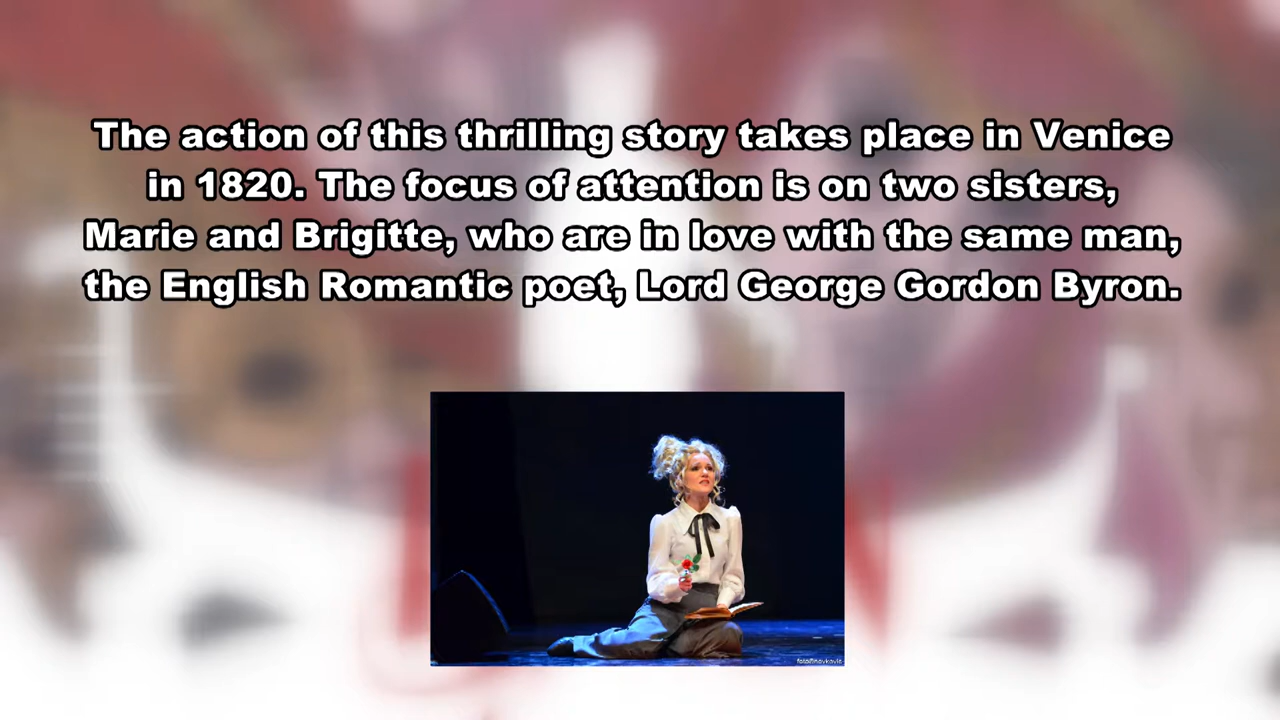 The action of this thrilling story takes place in Venice
in 1820. The focus of attention is on two sisters,
Marie and Brigitte, who are in love with the same man,
the English Romantic poet, Lord George Gordon Byron.